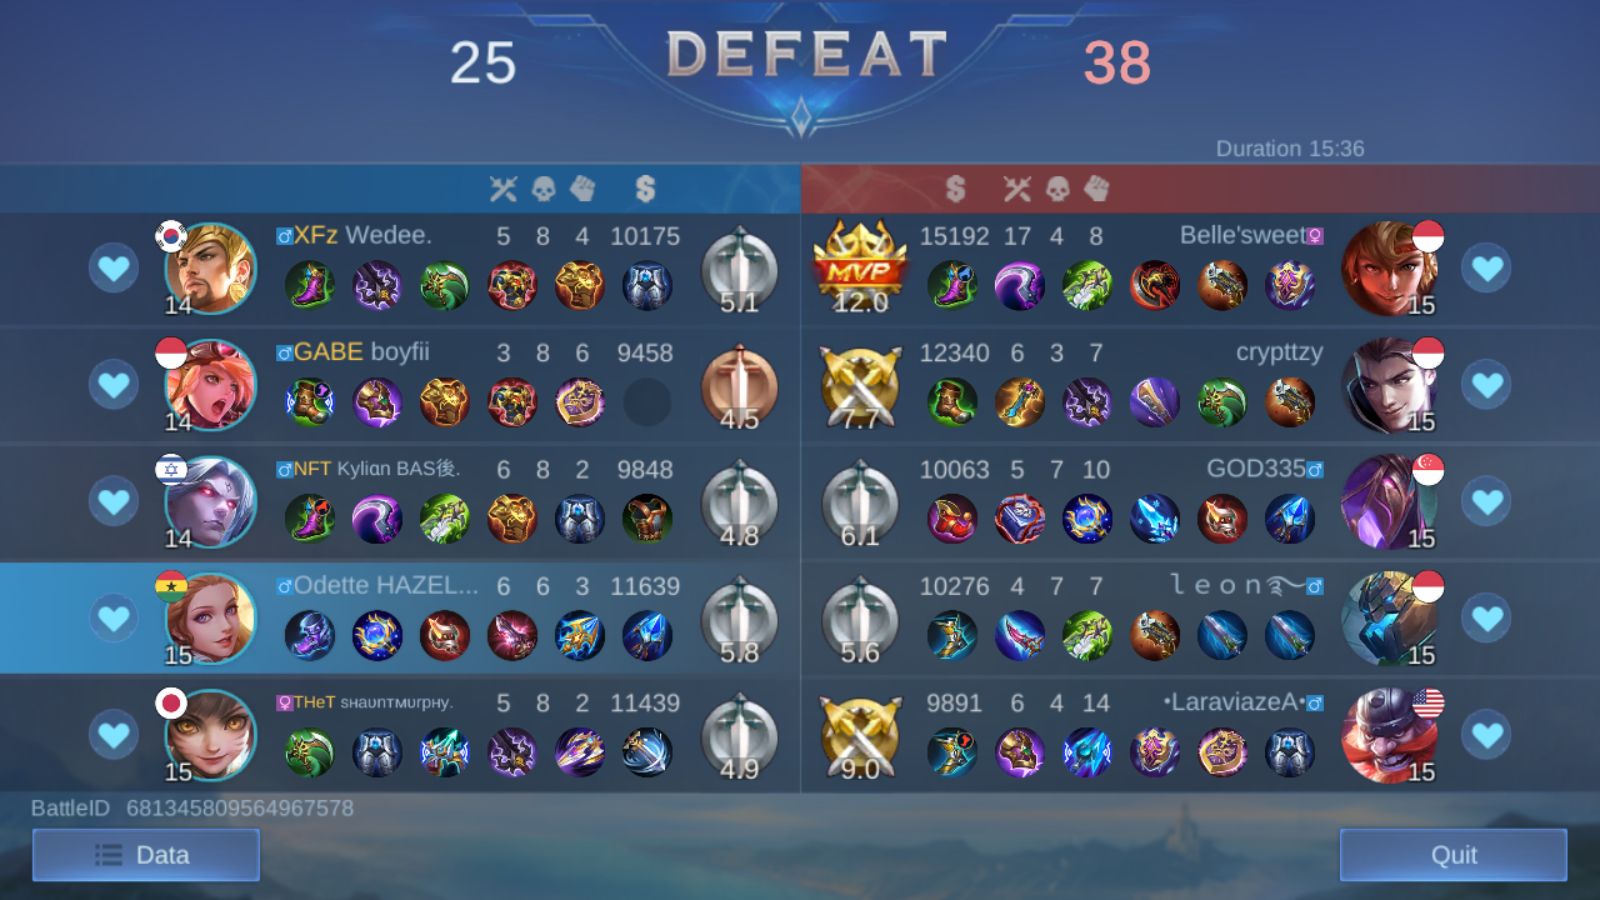 25 DEFEAT 38
Duration 15:36
XFz Wedee. 5 8 4 10175 5.1 14
MVP 12.0 15192 17 4 8 Belle'sweet 15
GABE boyfii 3 8 6 9458 4.5 14
7.7 12340 6 3 7 crypttzy 15
NFT Kylian BAS後. 6 8 2 9848 4.8 14
6.1 10063 5 7 10 GOD335 15
Odette HAZEL... 6 6 3 11639 5.8 15
5.6 10276 4 7 7 leon 15
THeT sʜaυnтмυrpнy. 5 8 2 11439 4.9 15
9.0 9891 6 4 14 •LaraviazeA• 15
BattleID 681345809564967578
Data
Quit